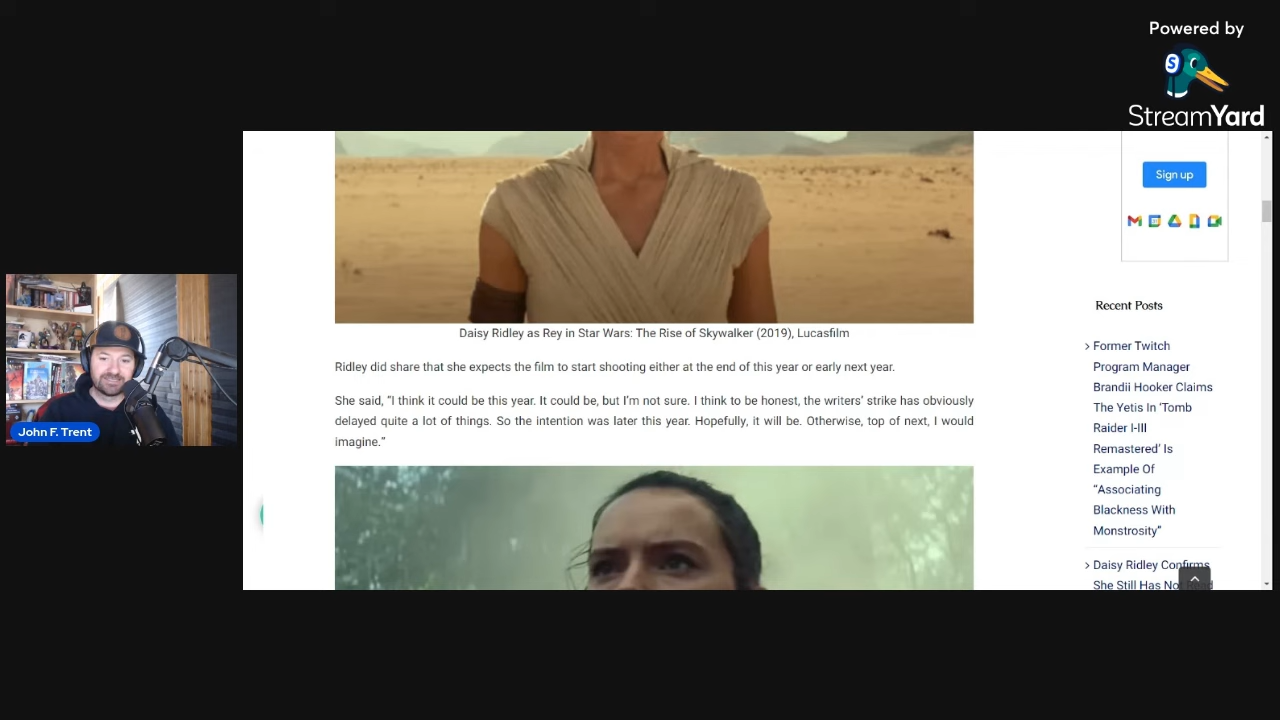 Powered by
S
StreamYard
Sign up
Recent Posts
Daisy Ridley as Rey in Star Wars: The Rise of Skywalker (2019), Lucasfilm
Ridley did share that she expects the film to start shooting either at the end of this year or early next year.
She said, “I think it could be this year. It could be, but I’m not sure. I think to be honest, the writers’ strike has obviously
delayed quite a lot of things. So the intention was later this year. Hopefully, it will be. Otherwise, top of next, I would
imagine.”
Former Twitch
Program Manager
Brandii Hooker Claims
The Yetis In ‘Tomb
Raider I-III
Remastered’ Is
Example Of
“Associating
Blackness With
Monstrosity”
Daisy Ridley Confirms
She Still Has Not
John F. Trent